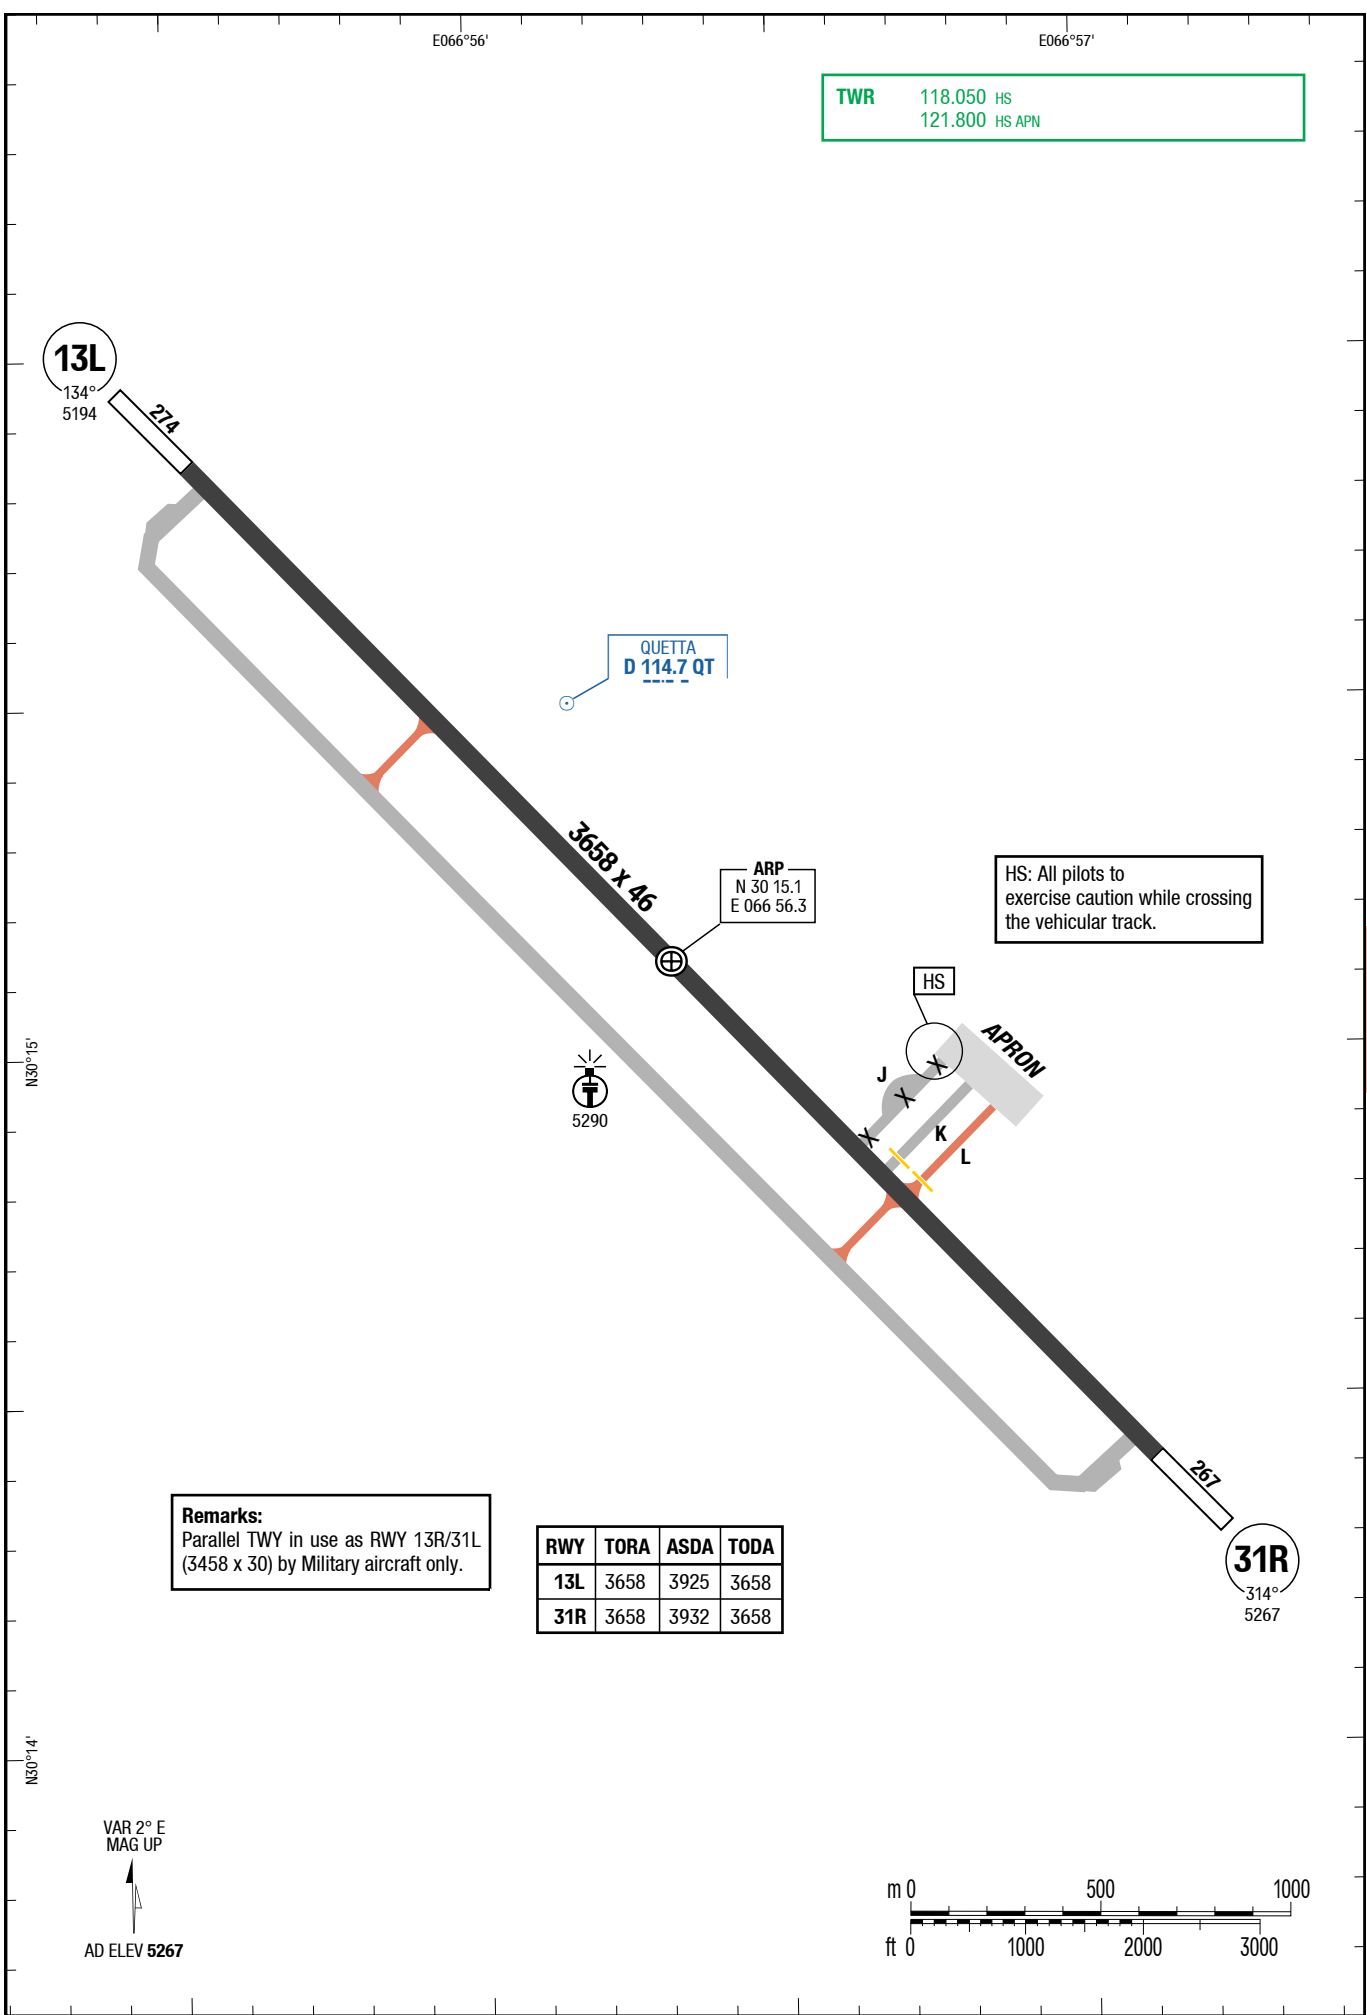 E066°56'
E066°57'
TWR 118.050 HS
121.800 HS APN
13L
134°
5194
274
QUETTA
D 114.7 QT
3658 x 46
ARP
N 30 15.1
E 066 56.3
HS: All pilots to
exercise caution while crossing
the vehicular track.
HS
APRON
J
K
L
N30°15'
5290
267
31R
314°
5267
Remarks:
Parallel TWY in use as RWY 13R/31L
(3458 x 30) by Military aircraft only.
RWY TORA ASDA TODA
13L 3658 3925 3658
31R 3658 3932 3658
N30°14'
VAR 2° E
MAG UP
AD ELEV 5267
m 0 500 1000
ft 0 1000 2000 3000